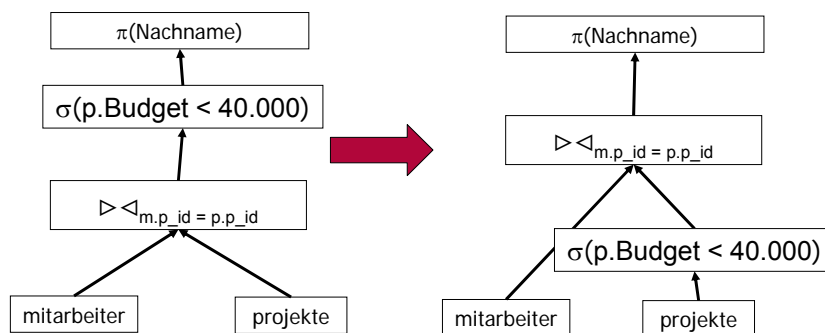 π(Nachname)
σ(p.Budget < 40.000)
▷◁m.p_id = p.p_id
mitarbeiter
projekte
π(Nachname)
▷◁m.p_id = p.p_id
σ(p.Budget < 40.000)
mitarbeiter
projekte